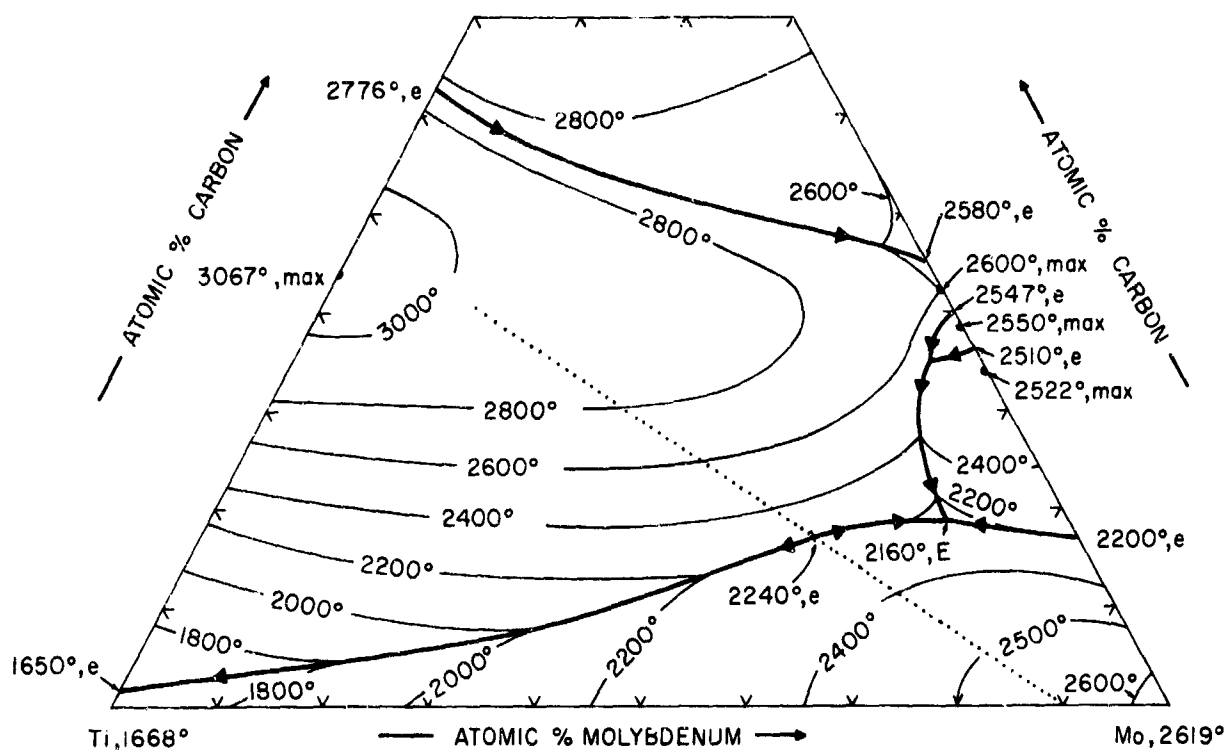 2776°, e
2800°
ATOMIC % CARBON
ATOMIC % CARBON
2600°
2580°, e
2800°
2600°, max
3067°, max
2547°, e
3000°
2550°, max
2510°, e
2522°, max
2800°
2600°
2400°
2400°
2200°
2200°
2160°, E
2200°, e
2240°, e
2000°
2200°
2400°
2500°
1800°
2000°
1650°, e
1800°
2600°
Ti, 1668°
ATOMIC % MOLYBDENUM
Mo, 2619°